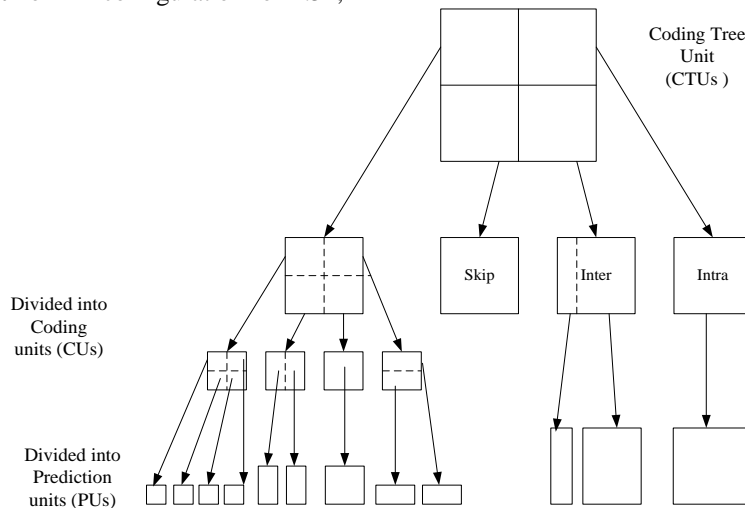 Coding Tree
Unit
(CTUs )
Skip
Inter
Intra
Divided into
Coding
units (CUs)
Divided into
Prediction
units (PUs)